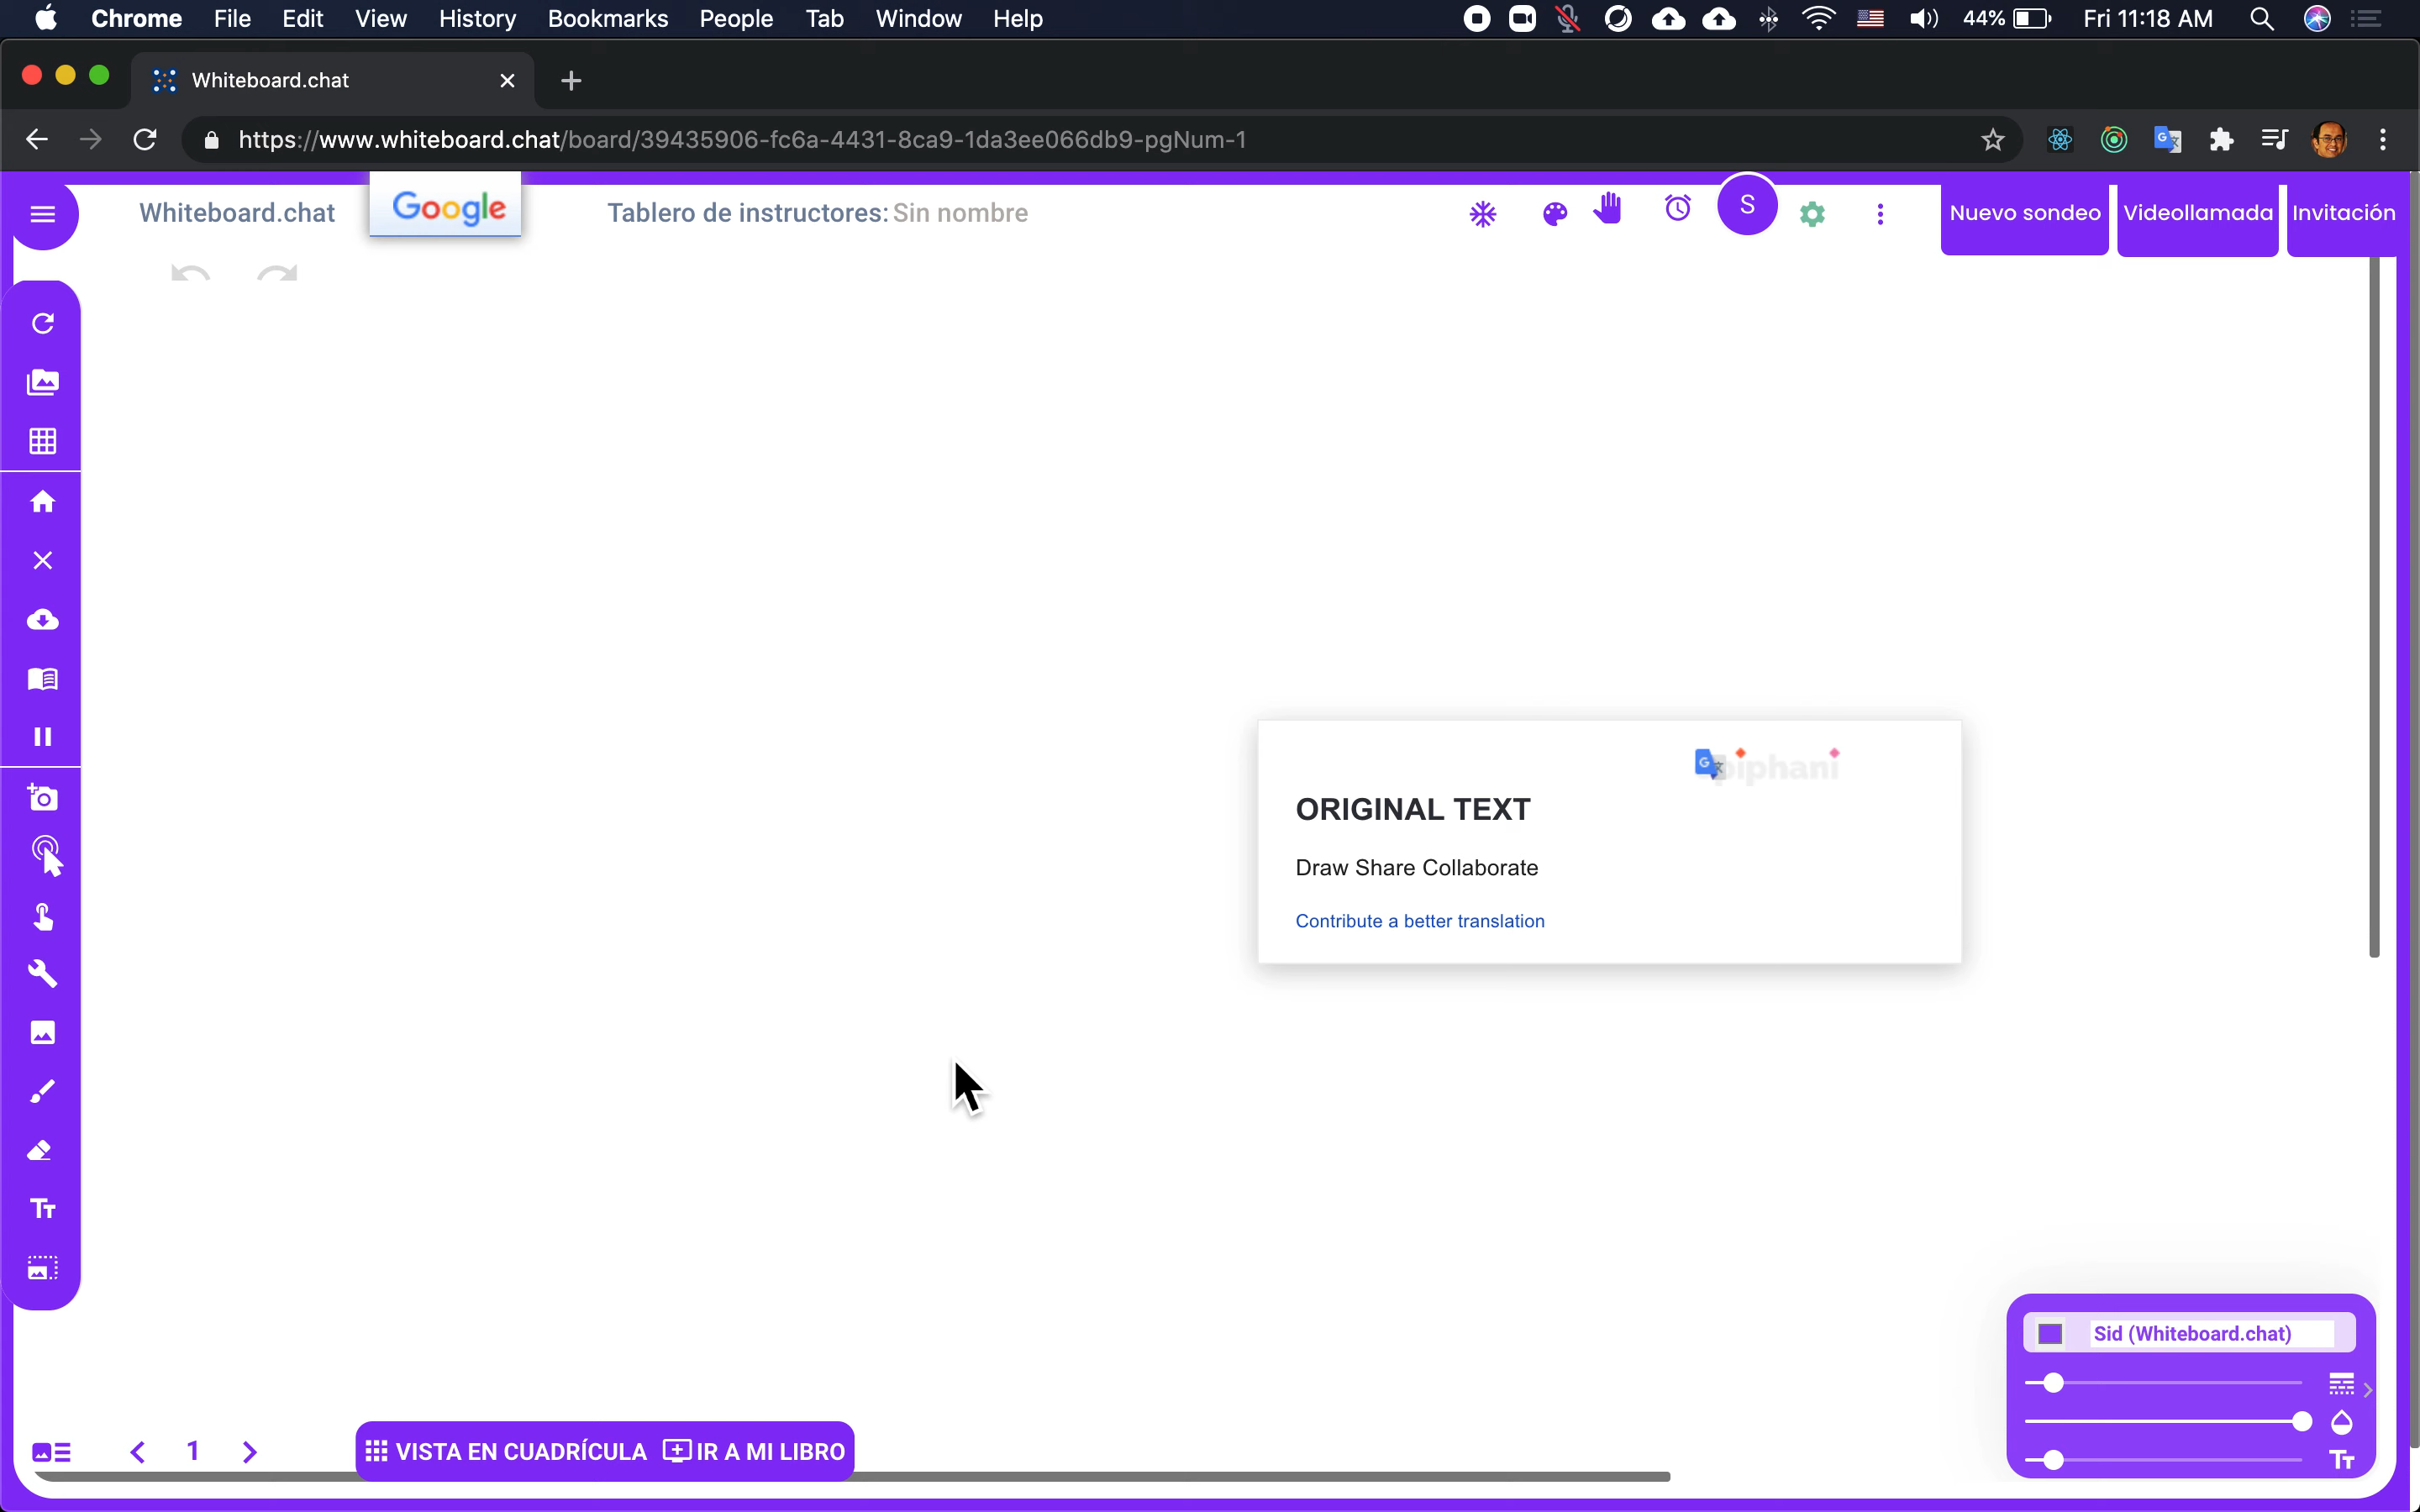 Chrome File Edit View History Bookmarks People Tab Window Help 44% Fri 11:18 AM
Whiteboard.chat
https://www.whiteboard.chat/board/39435906-fc6a-4431-8ca9-1da3ee066db9-pgNum-1
Whiteboard.chat Google Tablero de instructores: Sin nombre S Nuevo sondeo Videollamada Invitación
iphani
ORIGINAL TEXT
Draw Share Collaborate
Contribute a better translation
Sid (Whiteboard.chat)
1 VISTA EN CUADRÍCULA IR A MI LIBRO